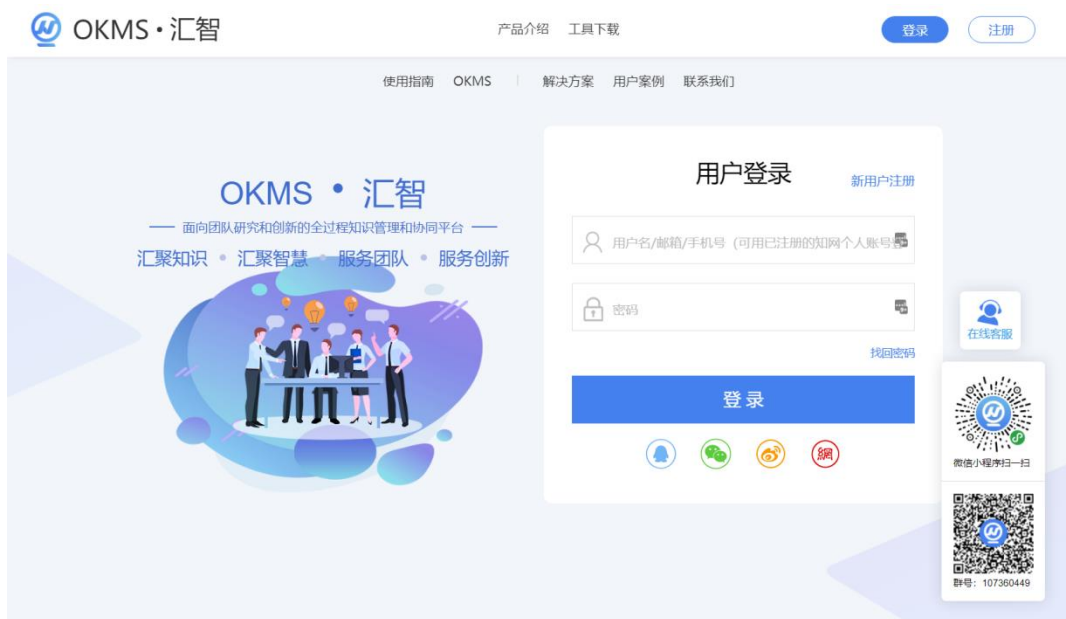 OKMS·汇智
产品介绍 工具下载
登录
注册
使用指南 OKMS | 解决方案 用户案例 联系我们
OKMS · 汇智
—— 面向团队研究和创新的全过程知识管理和协同平台 ——
汇聚知识 • 汇聚智慧 • 服务团队 • 服务创新
用户登录
新用户注册
用户名/邮箱/手机号（可用已注册的知网个人账号
密码
找回密码
登录
網
在线客服
微信小程序扫一扫
群号：107360449